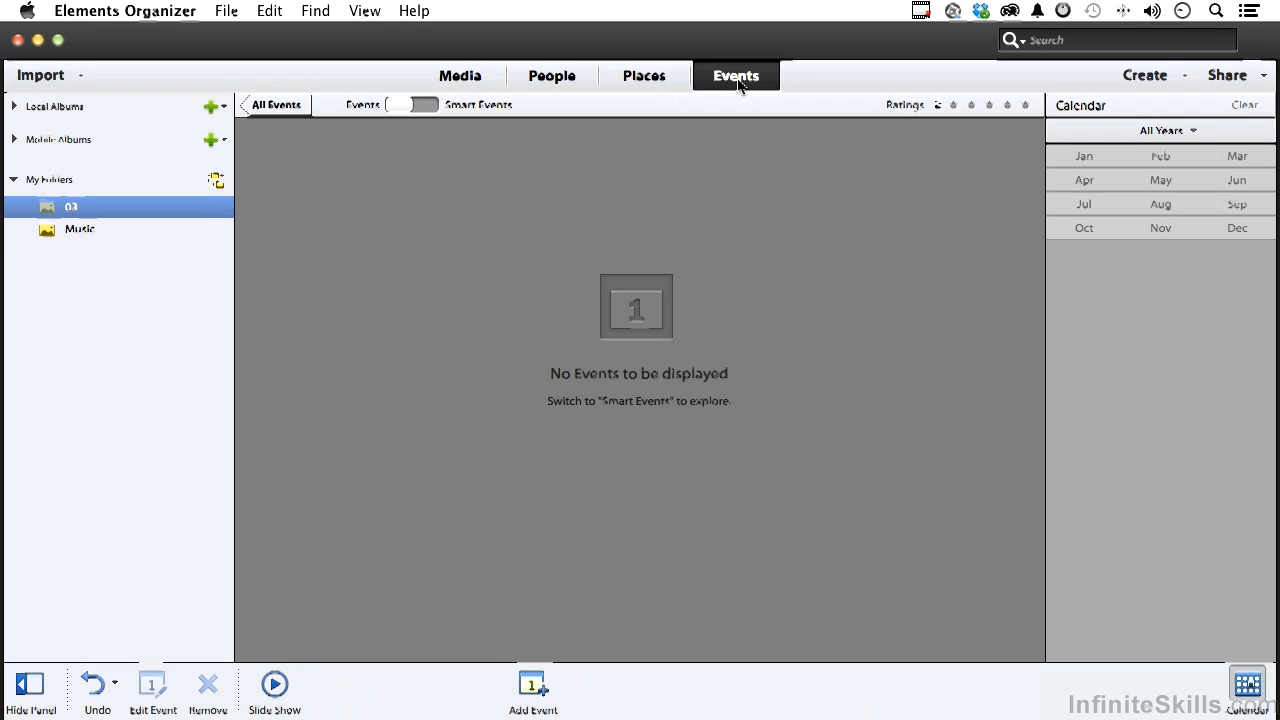 Elements Organizer File Edit Find View Help
Search
Import Media People Places Events Create Share
Local Albums All Events Events Smart Events Ratings Calendar Clear
All Years
Mobile Albums
Jan Feb Mar
My Folders Apr May Jun
03 Jul Aug Sep
Music Oct Nov Dec
1
No Events to be displayed
Switch to "Smart Events" to explore.
1 1
Hide Panel Undo Edit Event Remove Slide Show Add Event Calendar
InfiniteSkills.com